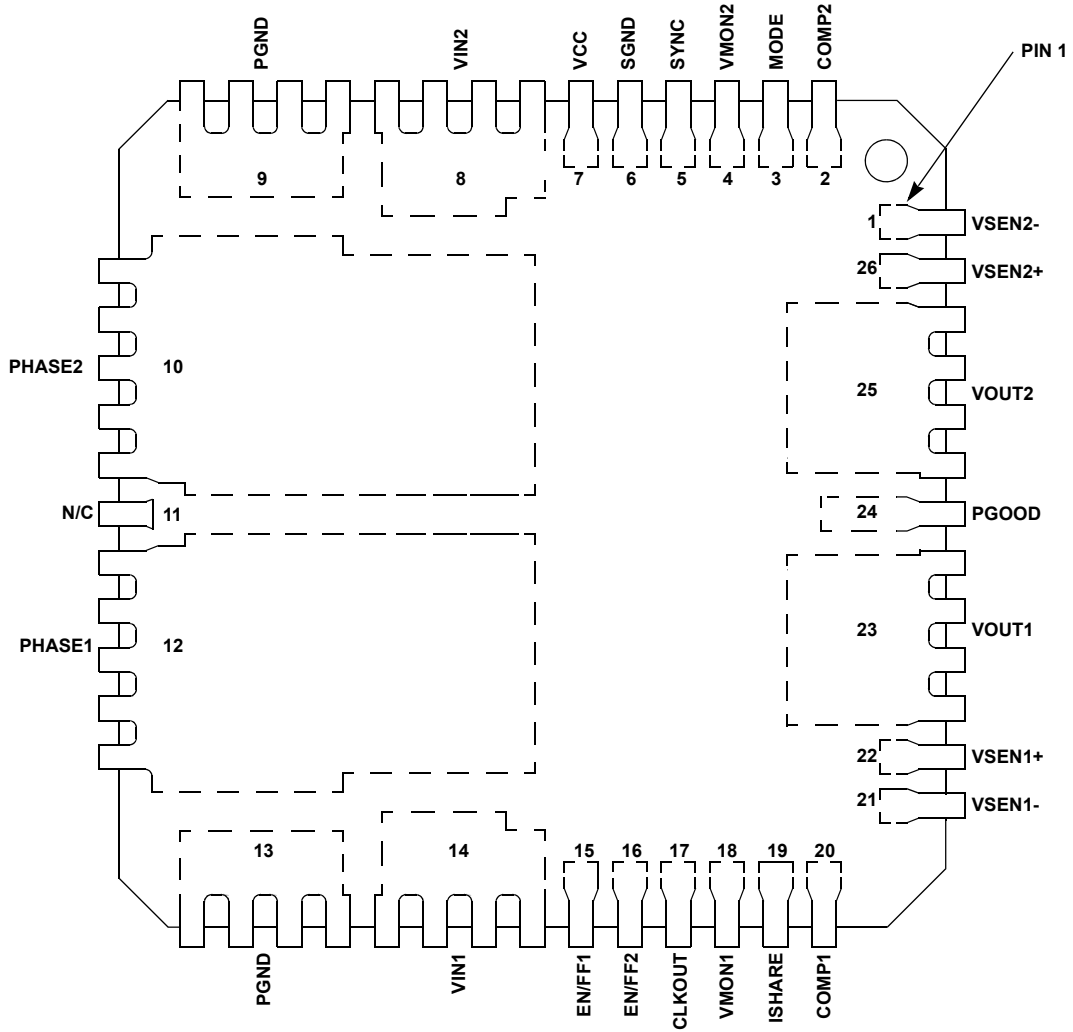 PGND
VIN2
VCC
SGND
SYNC
VMON2
MODE
COMP2
PIN 1
9
8
7
6
5
4
3
2
1
VSEN2-
26
VSEN2+
PHASE2
10
25
VOUT2
N/C
11
24
PGOOD
PHASE1
12
23
VOUT1
22
VSEN1+
21
VSEN1-
13
14
15
16
17
18
19
20
PGND
VIN1
EN/FF1
EN/FF2
CLKOUT
VMON1
ISHARE
COMP1